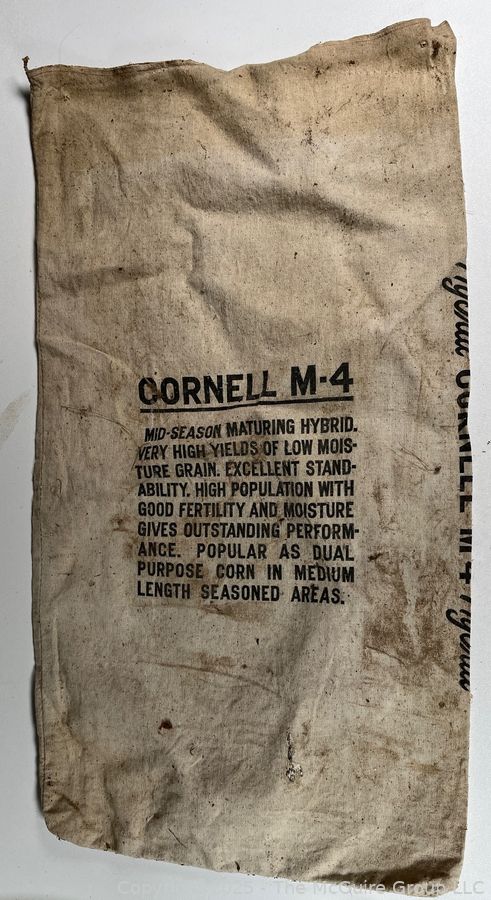 CORNELL M-4
MID-SEASON MATURING HYBRID.
VERY HIGH YIELDS OF LOW MOIS-
TURE GRAIN. EXCELLENT STAND-
ABILITY. HIGH POPULATION WITH
GOOD FERTILITY AND MOISTURE
GIVES OUTSTANDING PERFORM-
ANCE. POPULAR AS DUAL
PURPOSE CORN IN MEDIUM
LENGTH SEASONED AREAS.
CORNELL M-4
Copyright 2025 - The McGuire Group LLC